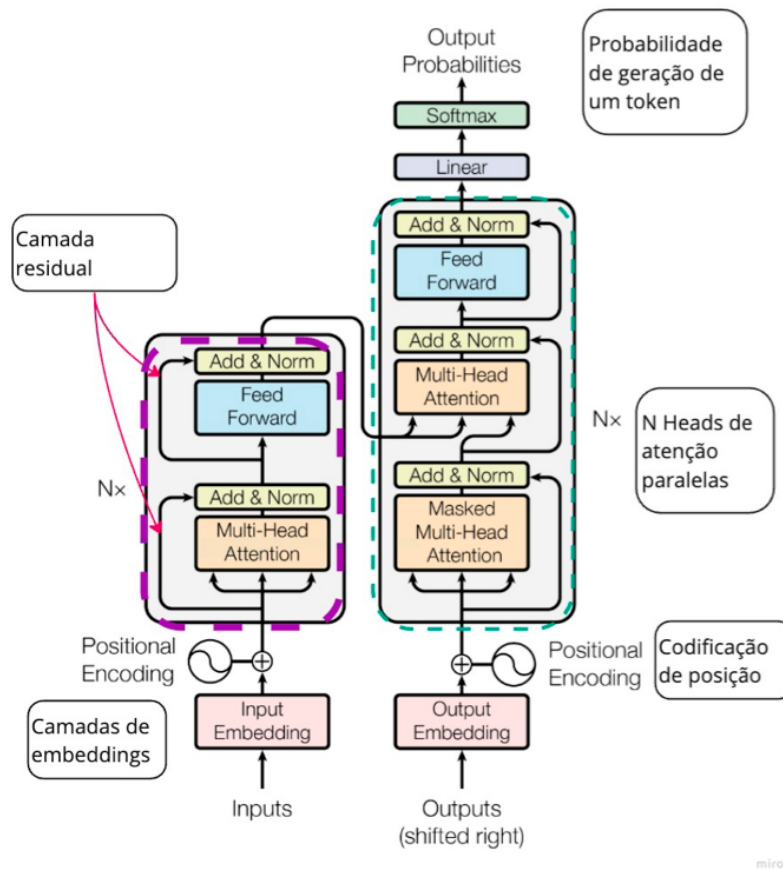 Output
Probabilities
Probabilidade
de geração de
um token
Softmax
Linear
Camada
residual
Add & Norm
Feed
Forward
Add & Norm
Multi-Head
Attention
Add & Norm
Masked
Multi-Head
Attention
Nx
N Heads de
atenção
paralelas
Add & Norm
Feed
Forward
Nx
Add & Norm
Multi-Head
Attention
Positional
Encoding
Positional
Encoding
Codificação
de posição
Camadas de
embeddings
Input
Embedding
Output
Embedding
Inputs
Outputs
(shifted right)
miro